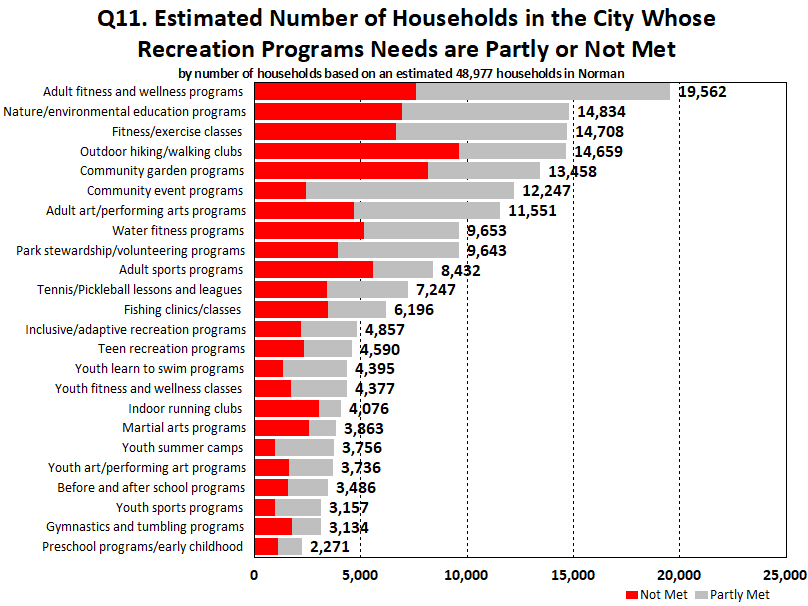 Q11. Estimated Number of Households in the City Whose
Recreation Programs Needs are Partly or Not Met
by number of households based on an estimated 48,977 households in Norman
Adult fitness and wellness programs 19,562
Nature/environmental education programs 14,834
Fitness/exercise classes 14,708
Outdoor hiking/walking clubs 14,659
Community garden programs 13,458
Community event programs 12,247
Adult art/performing arts programs 11,551
Water fitness programs 9,653
Park stewardship/volunteering programs 9,643
Adult sports programs 8,432
Tennis/Pickleball lessons and leagues 7,247
Fishing clinics/classes 6,196
Inclusive/adaptive recreation programs 4,857
Teen recreation programs 4,590
Youth learn to swim programs 4,395
Youth fitness and wellness classes 4,377
Indoor running clubs 4,076
Martial arts programs 3,863
Youth summer camps 3,756
Youth art/performing art programs 3,736
Before and after school programs 3,486
Youth sports programs 3,157
Gymnastics and tumbling programs 3,134
Preschool programs/early childhood 2,271
0 5,000 10,000 15,000 20,000 25,000
Not Met Partly Met